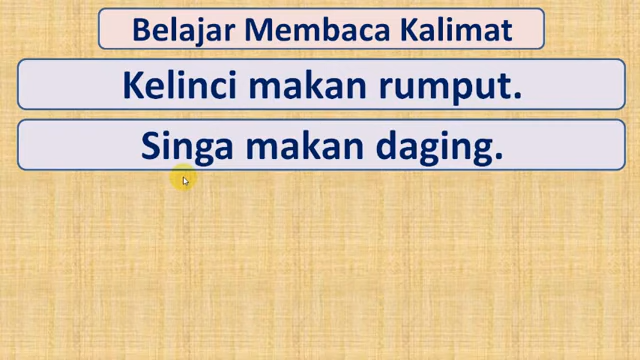 Belajar Membaca Kalimat
Kelinci makan rumput.
Singa makan daging.